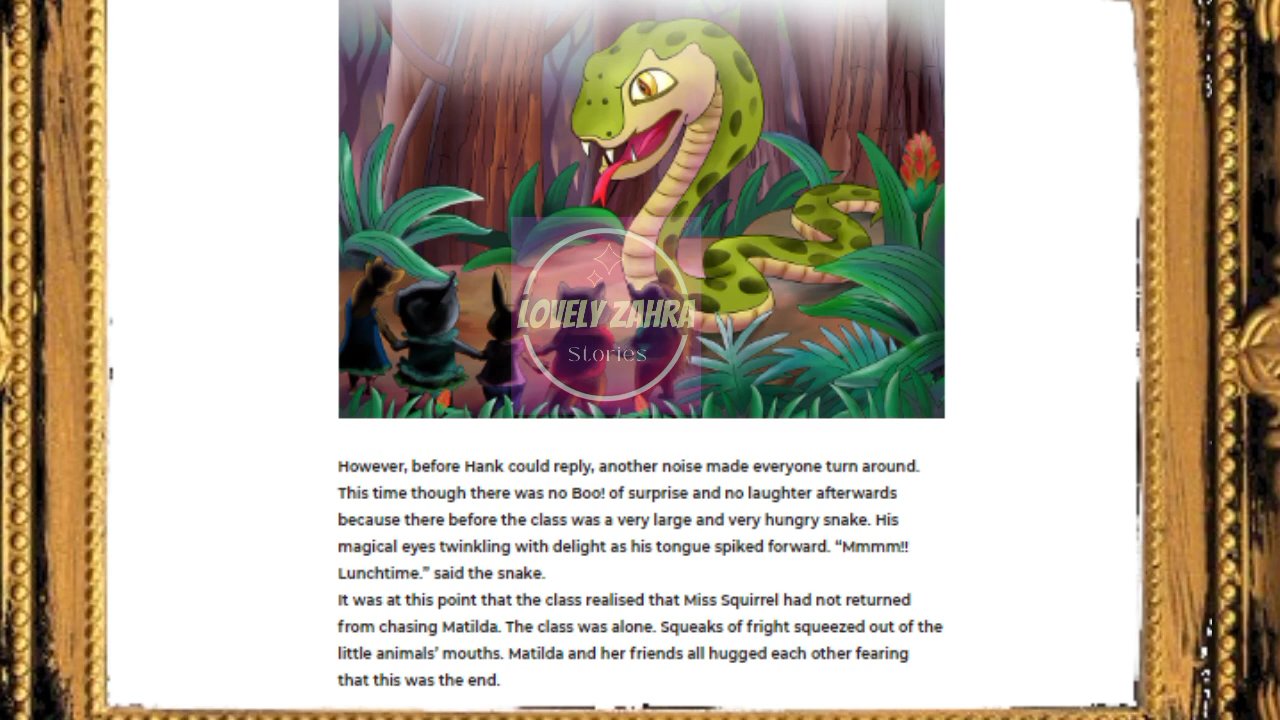 LOVELY ZAHRA
Stories
However, before Hank could reply, another noise made everyone turn around.
This time though there was no Boo! of surprise and no laughter afterwards
because there before the class was a very large and very hungry snake. His
magical eyes twinkling with delight as his tongue spiked forward. “Mmmm!!
Lunchtime.” said the snake.
It was at this point that the class realised that Miss Squirrel had not returned
from chasing Matilda. The class was alone. Squeaks of fright squeezed out of the
little animals’ mouths. Matilda and her friends all hugged each other fearing
that this was the end.